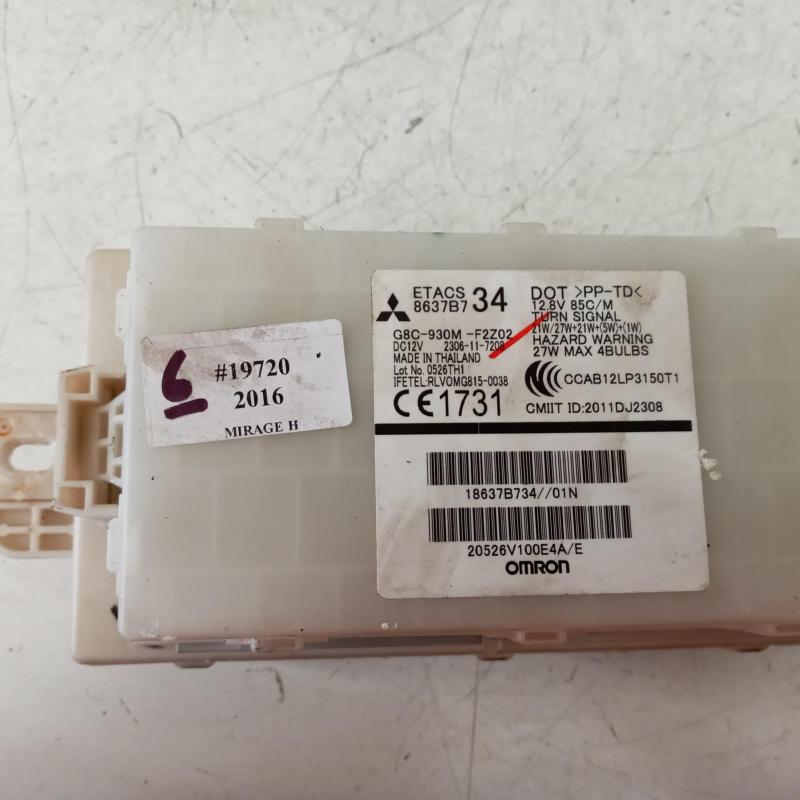 6
#19720
2016
MIRAGE H
ETACS
8637B7 34
G8C-930M -F2Z02
DC12V 2306-11-7208
MADE IN THAILAND
Lot No. 0526TH1
IFETEL:RLVOMG815-0038
CE1731
DOT >PP-TD<
12.8V 85C/M
TURN SIGNAL
21W/27W+21W+(5W)+(1W)
HAZARD WARNING
27W MAX 4BULBS
CCAB12LP3150T1
CMIIT ID:2011DJ2308
18637B734//01N
20526V100E4A/E
OMRON